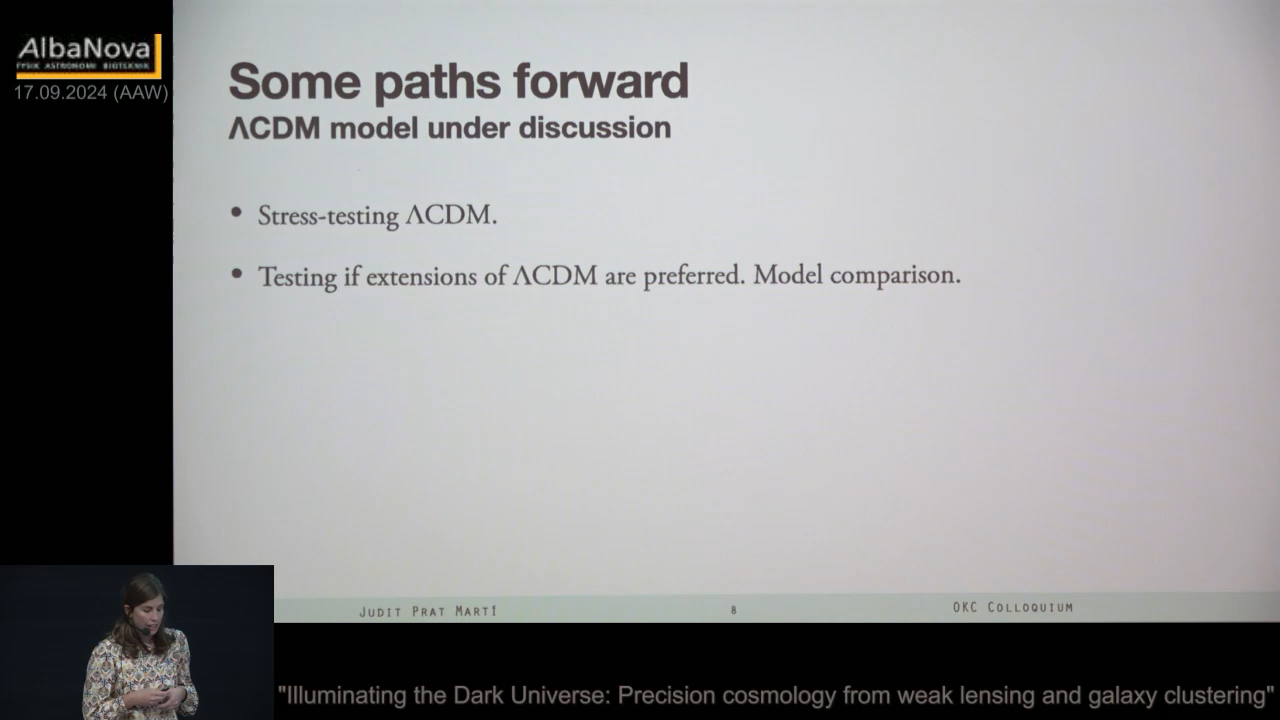 AlbaNova
FYSIK ASTRONOMI BIOTEKNIK
17.09.2024 (AAW)
Some paths forward
ΛCDM model under discussion
• Stress-testing ΛCDM.
• Testing if extensions of ΛCDM are preferred. Model comparison.
Judit Prat Martí
8
OKC Colloquium
"Illuminating the Dark Universe: Precision cosmology from weak lensing and galaxy clustering"